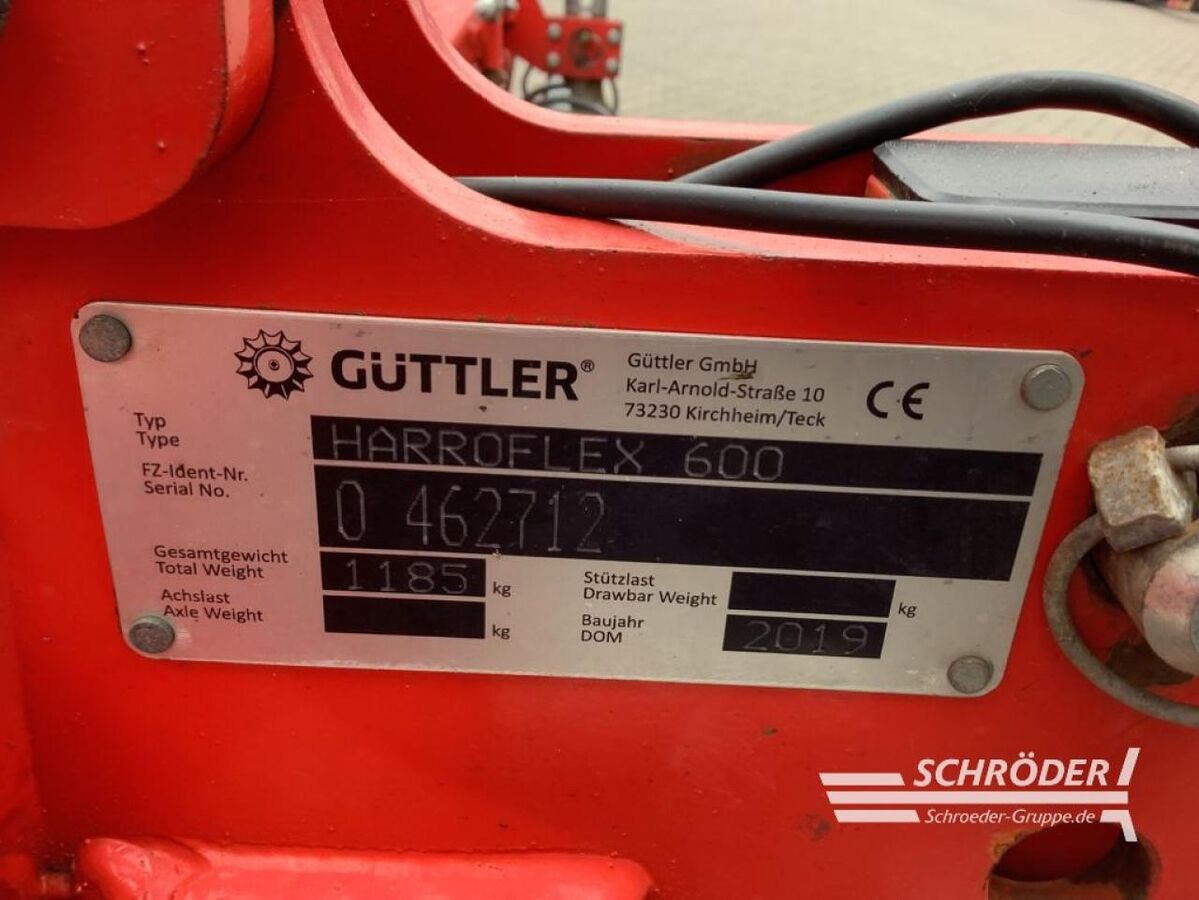 GÜTTLER®
Güttler GmbH
Karl-Arnold-Straße 10
73230 Kirchheim/Teck
CE
Typ
Type
HARROFLEX 600
FZ-Ident-Nr.
Serial No.
0 462712
Gesamtgewicht
Total Weight
1185 kg
Stützlast
Drawbar Weight
kg
Achslast
Axle Weight
kg
Baujahr
DOM
2019
SCHRÖDER
Schroeder-Gruppe.de